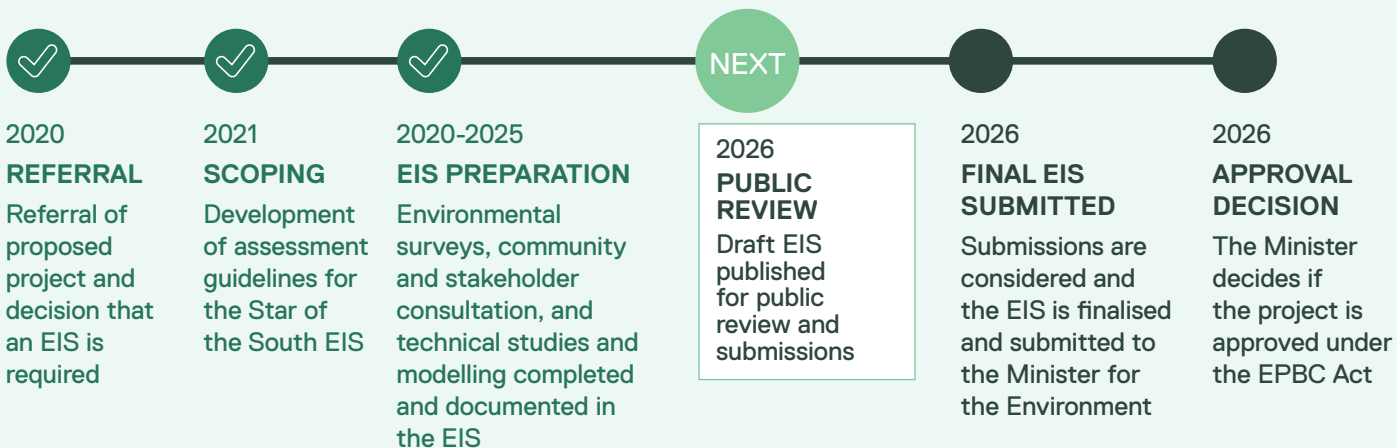 NEXT
2020
REFERRAL
Referral of
proposed
project and
decision that
an EIS is
required
2021
SCOPING
Development
of assessment
guidelines for
the Star of
the South EIS
2020-2025
EIS PREPARATION
Environmental
surveys, community
and stakeholder
consultation, and
technical studies and
modelling completed
and documented in
the EIS
2026
PUBLIC
REVIEW
Draft EIS
published
for public
review and
submissions
2026
FINAL EIS
SUBMITTED
Submissions are
considered and
the EIS is finalised
and submitted to
the Minister for
the Environment
2026
APPROVAL
DECISION
The Minister
decides if
the project is
approved under
the EPBC Act